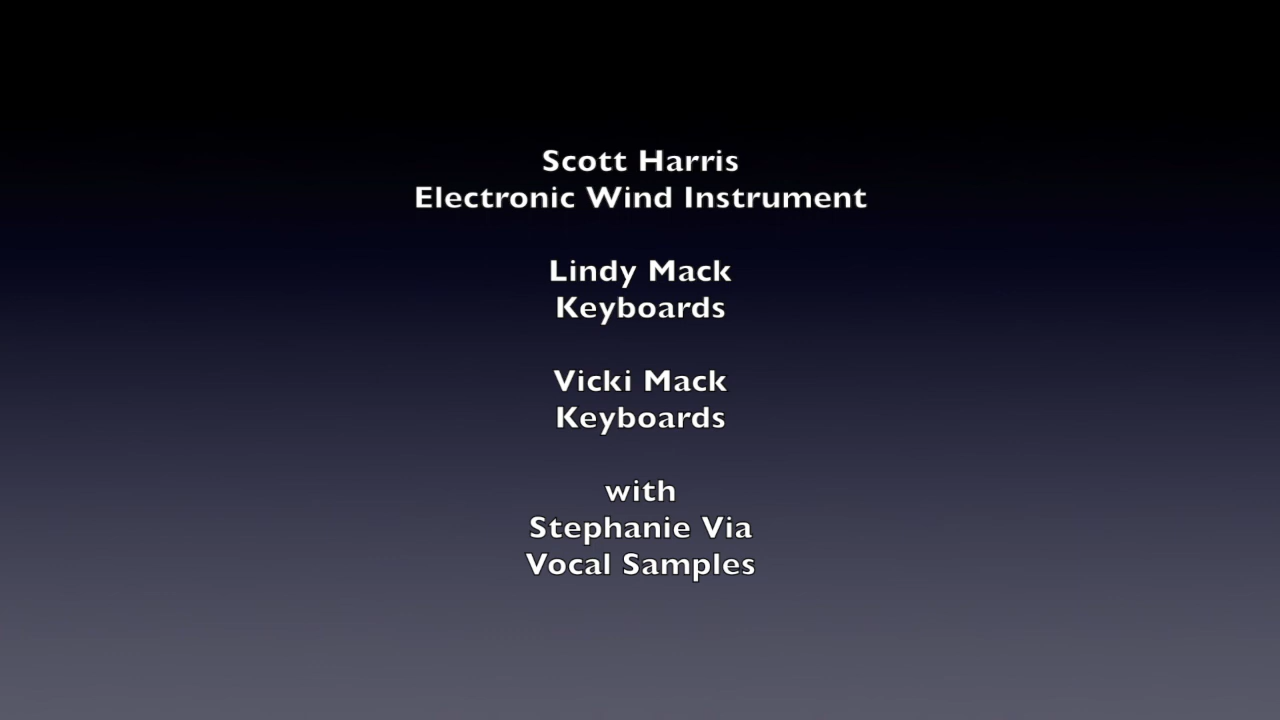 Scott Harris
Electronic Wind Instrument
Lindy Mack
Keyboards
Vicki Mack
Keyboards
with
Stephanie Via
Vocal Samples